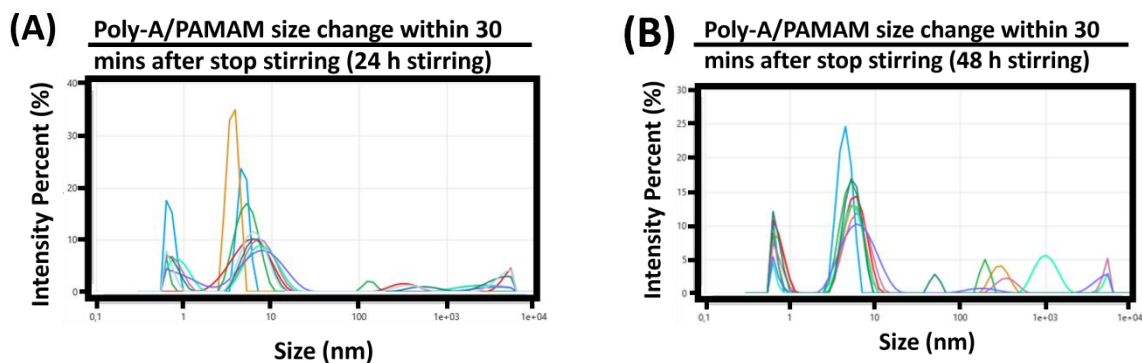 (A)
Poly-A/PAMAM size change within 30
mins after stop stirring (24 h stirring)
Intensity Percent (%)
40
30
20
10
0
0,1
1
10
100
1e+03
1e+04
Size (nm)
(B)
Poly-A/PAMAM size change within 30
mins after stop stirring (48 h stirring)
Intensity Percent (%)
30
25
20
15
10
5
0
0,1
1
10
100
1e+03
1e+04
Size (nm)